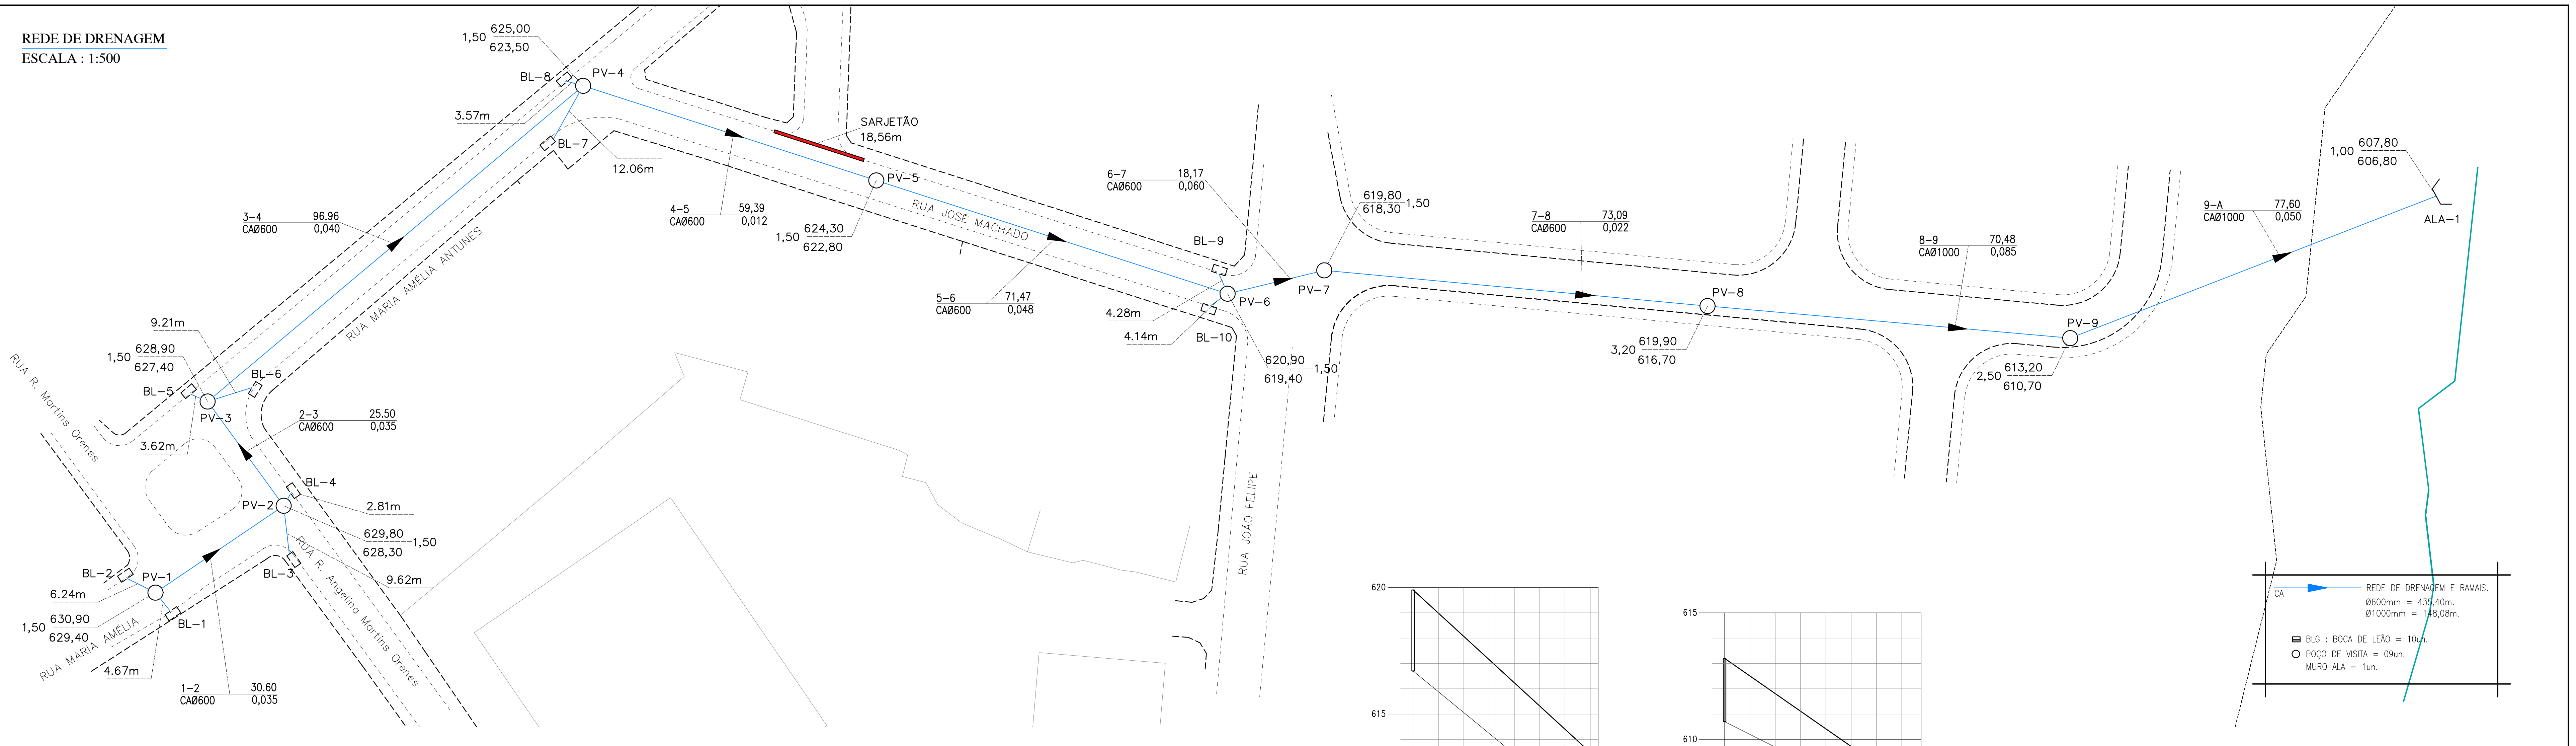 REDE DE DRENAGEM
ESCALA : 1:500
625,00
1,50
623,50
BL-8
PV-4
3.57m
BL-7
12.06m
SARJETÃO
18,56m
3-4 96.96
CAØ600 0,040
RUA MARIA AMÉLIA ANTUNES
4-5 59,39
CAØ600 0,012
PV-5
624,30
1,50
622,80
RUA JOSÉ MACHADO
5-6 71,47
CAØ600 0,048
6-7 18,17
CAØ600 0,060
BL-9
PV-6
4.28m
4.14m
BL-10
620,90
1,50
619,40
PV-7
619,80
1,50
618,30
7-8 73,09
CAØ600 0,022
PV-8
619,90
3,20
616,70
8-9 70,48
CAØ1000 0,085
PV-9
613,20
2,50
610,70
9-A 77,60
CAØ1000 0,050
607,80
1,00
606,80
ALA-1
9.21m
628,90
1,50
627,40
BL-5
BL-6
PV-3
3.62m
RUA R. Martins Orenes
2-3 25.50
CAØ600 0,035
BL-4
PV-2
2.81m
629,80
1,50
628,30
BL-3
9.62m
RUA R. Angelina Martins Orenes
BL-2
PV-1
6.24m
630,90
1,50
629,40
BL-1
RUA MARIA AMÉLIA
4.67m
1-2 30.60
CAØ600 0,035
RUA JOÁO FELIPE
620
615
615
610
CA
REDE DE DRENAGEM E RAMAIS.
Ø600mm = 435,40m.
Ø1000mm = 148,08m.
BLG : BOCA DE LEÃO = 10un.
POÇO DE VISITA = 09un.
MURO ALA = 1un.